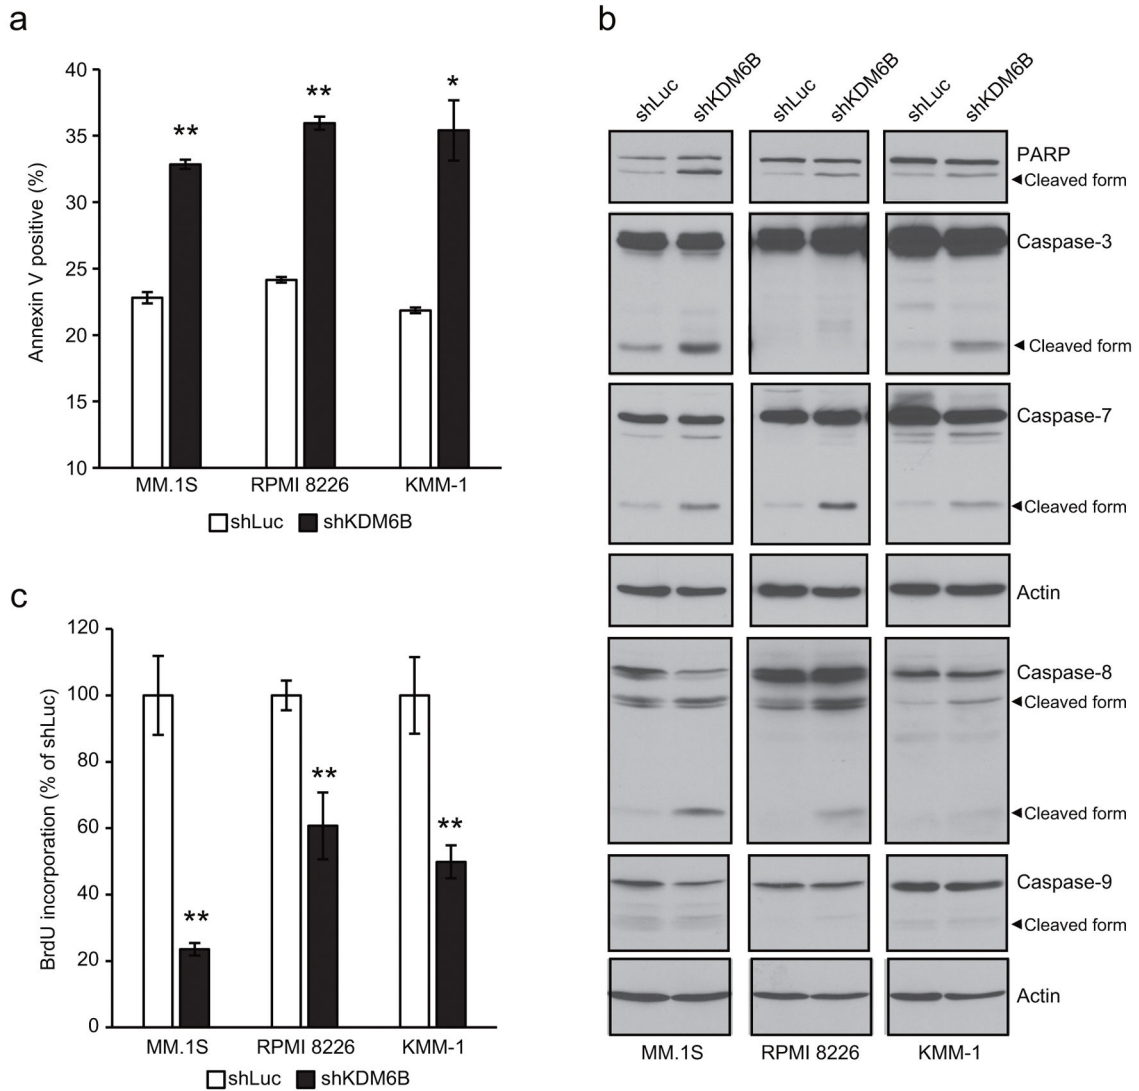 a
40
35
30
25
20
15
10
Annexin V positive (%)
**
**
*
MM.1S RPMI 8226 KMM-1
shLuc shKDM6B
b
shLuc shKDM6B shLuc shKDM6B shLuc shKDM6B
PARP
Cleaved form
Caspase-3
Cleaved form
Caspase-7
Cleaved form
Actin
Caspase-8
Cleaved form
Cleaved form
Caspase-9
Cleaved form
Actin
MM.1S RPMI 8226 KMM-1
c
120
100
80
60
40
20
0
BrdU incorporation (% of shLuc)
**
**
**
MM.1S RPMI 8226 KMM-1
shLuc shKDM6B